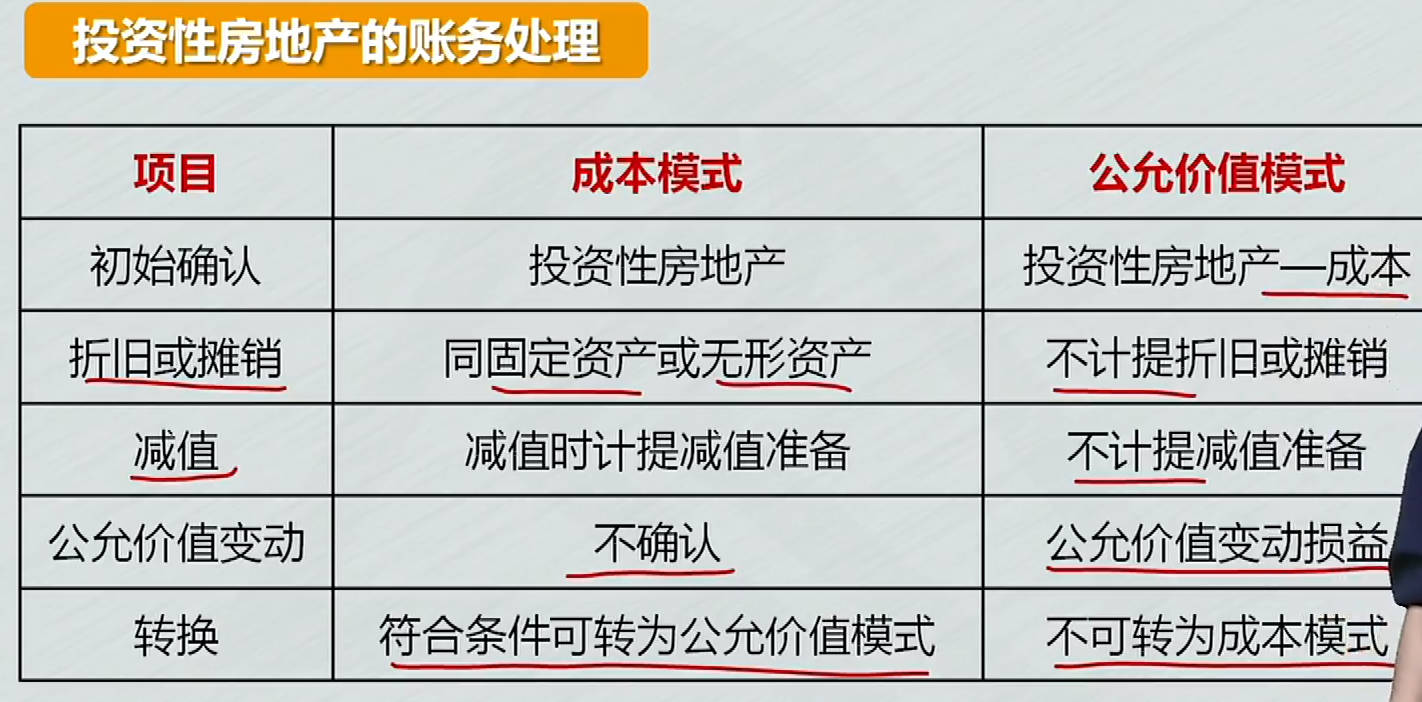 投资性房地产的账务处理
项目 成本模式 公允价值模式
初始确认 投资性房地产 投资性房地产—成本
折旧或摊销 同固定资产或无形资产 不计提折旧或摊销
减值 减值时计提减值准备 不计提减值准备
公允价值变动 不确认 公允价值变动损益
转换 符合条件可转为公允价值模式 不可转为成本模式